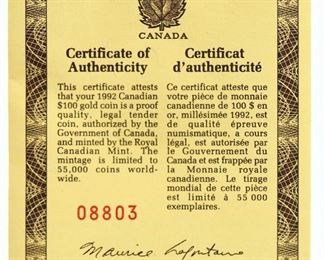 CANADA
Certificate of
Authenticity
This certificate attests
that your 1992 Canadian
$100 gold coin is a proof
quality, legal tender
coin, authorized by the
Government of Canada,
and minted by the Royal
Canadian Mint. The
mintage is limited to
55,000 coins world-
wide.
08803
Certificat
d'authenticité
Ce certificat atteste que
votre pièce de monnaie
canadienne de 100 $ en
or, millésimée 1992, est
de qualité épreuve
numismatique, a cours
légal, est autorisée par
le Gouvernement du
Canada et est frappée par
la Monnaie royale
canadienne. Le tirage
mondial de cette pièce
est limité à 55 000
exemplaires.
Maurice Lafontaine